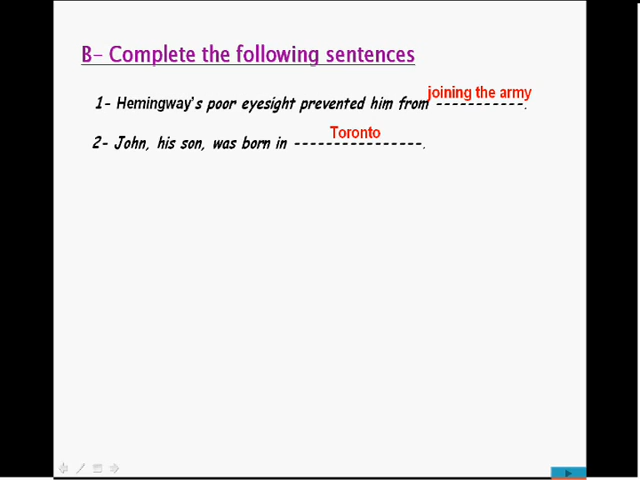 B- Complete the following sentences
joining the army
1- Hemingway's poor eyesight prevented him from -----------.
Toronto
2- John, his son, was born in ----------------.